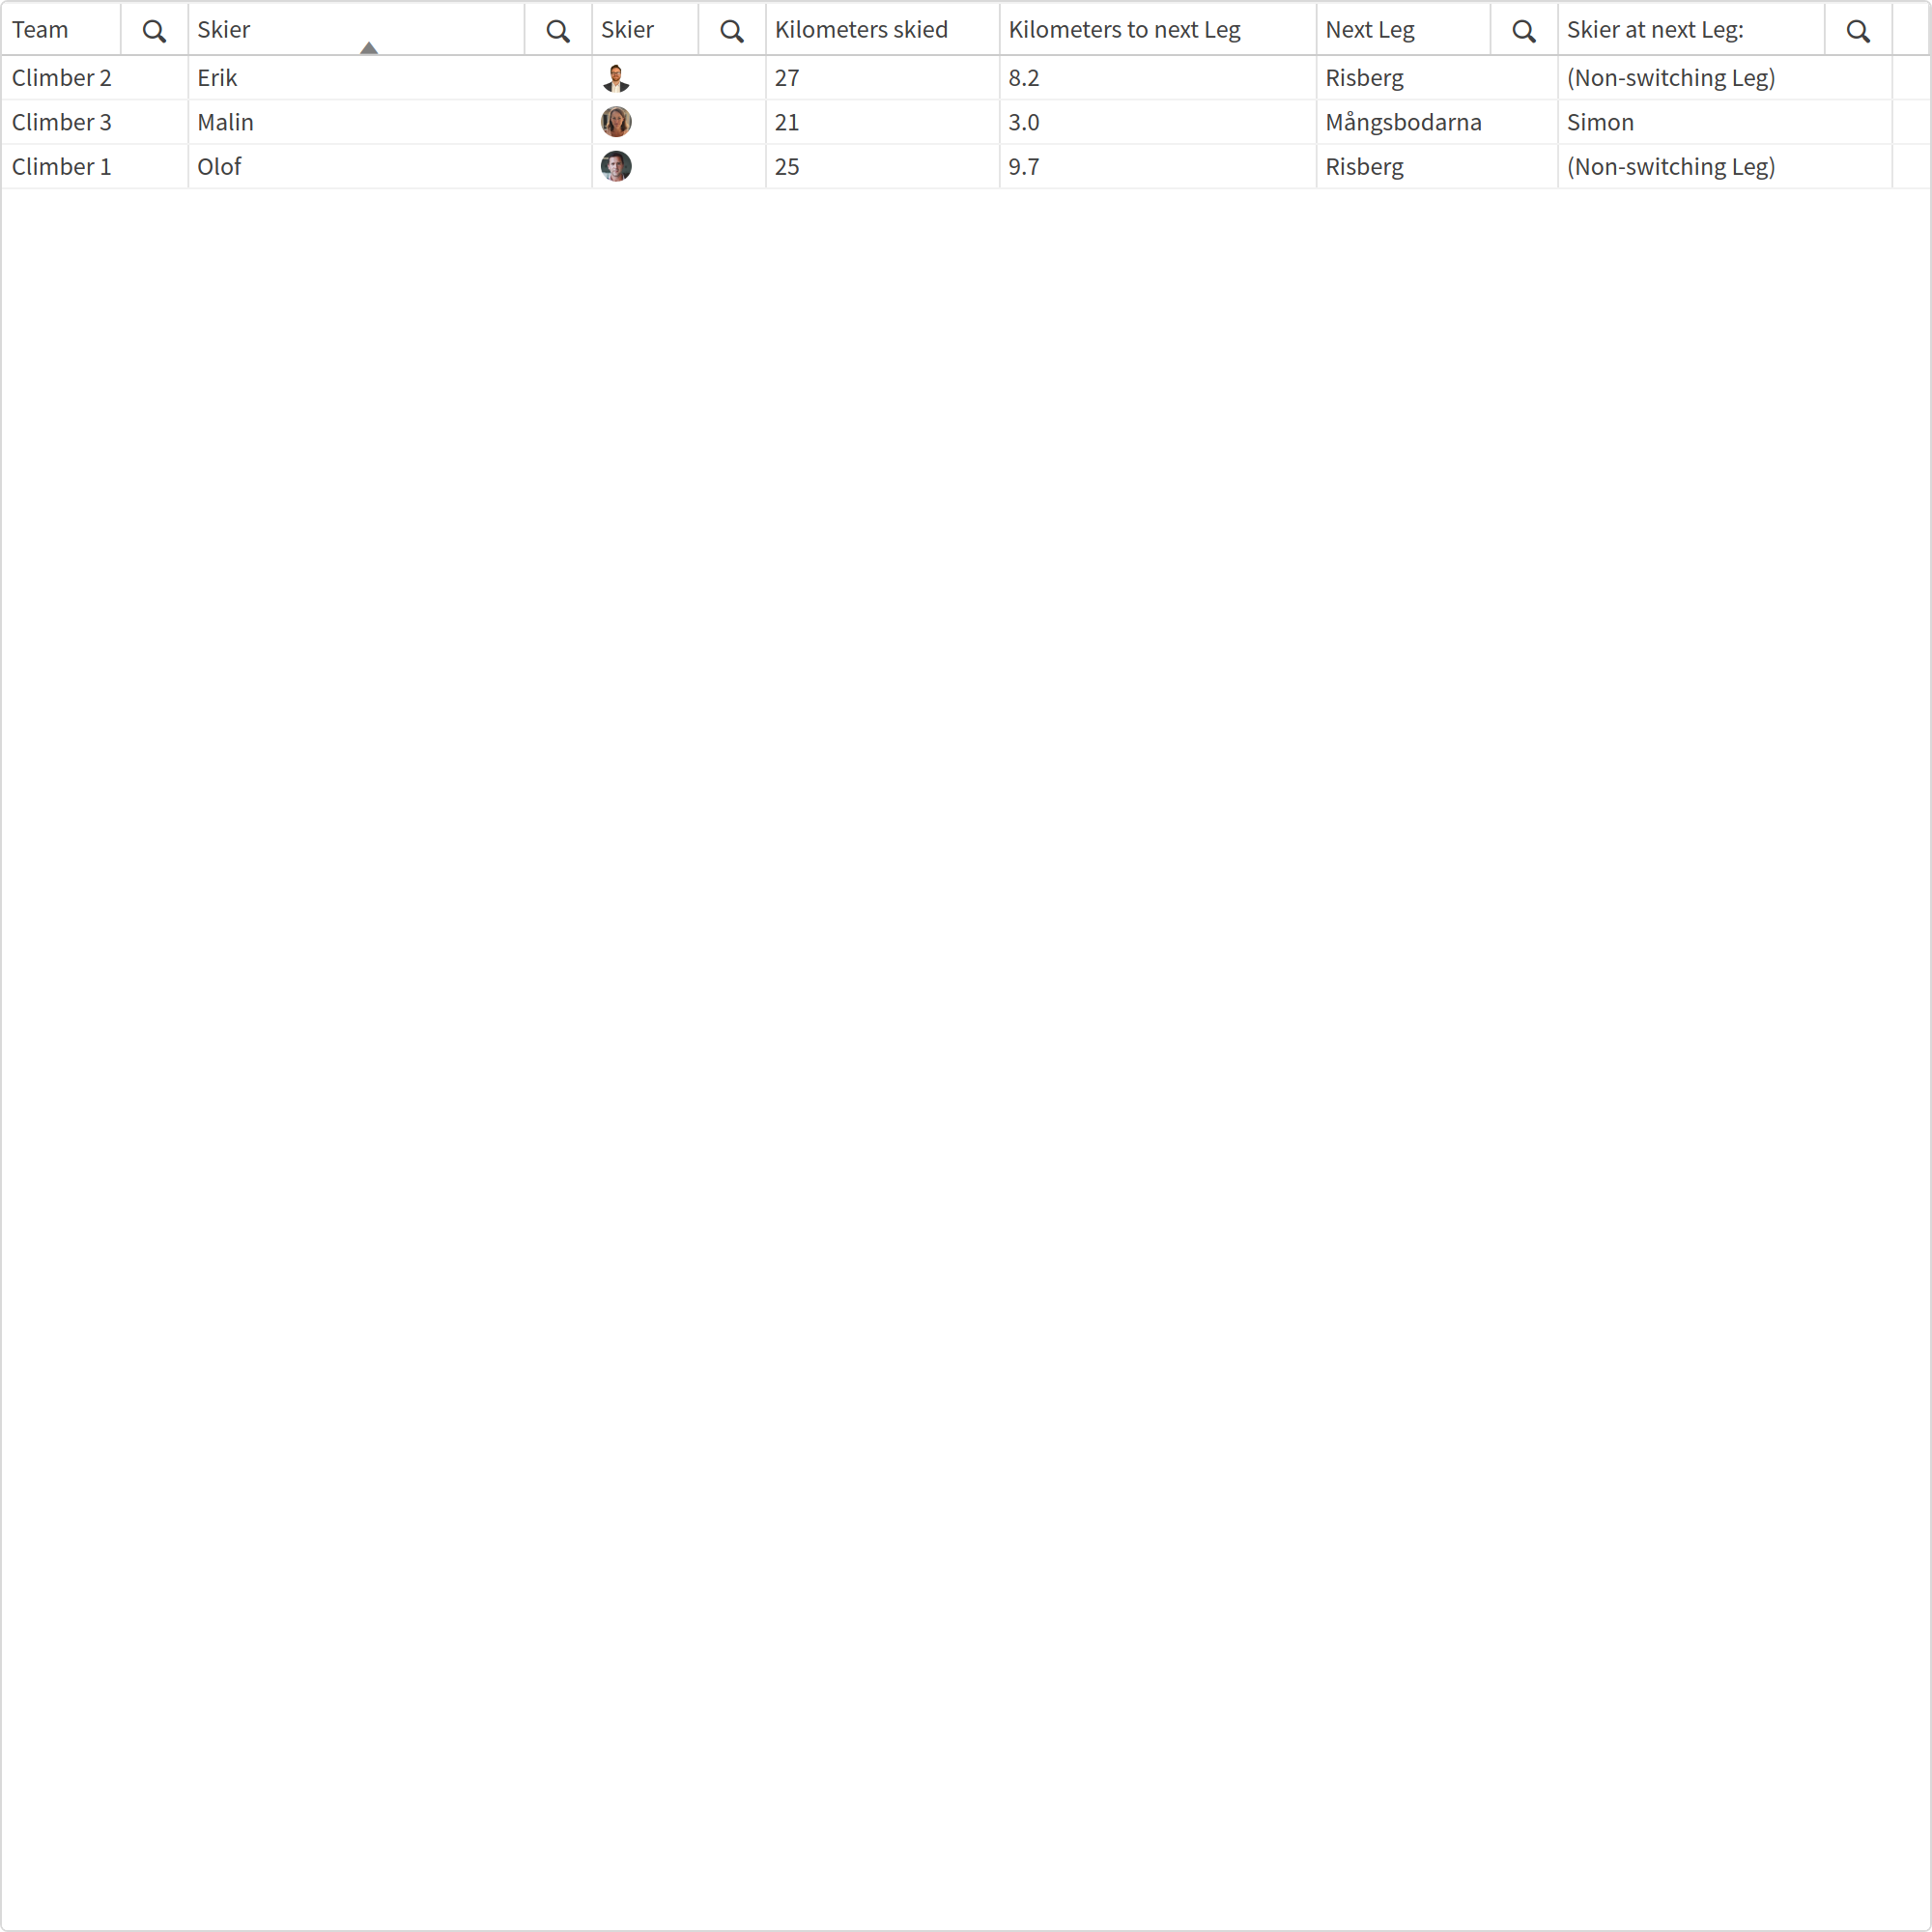 Team Skier Skier Kilometers skied Kilometers to next Leg Next Leg Skier at next Leg:
Climber 2 Erik 27 8.2 Risberg (Non-switching Leg)
Climber 3 Malin 21 3.0 Mångsbodarna Simon
Climber 1 Olof 25 9.7 Risberg (Non-switching Leg)